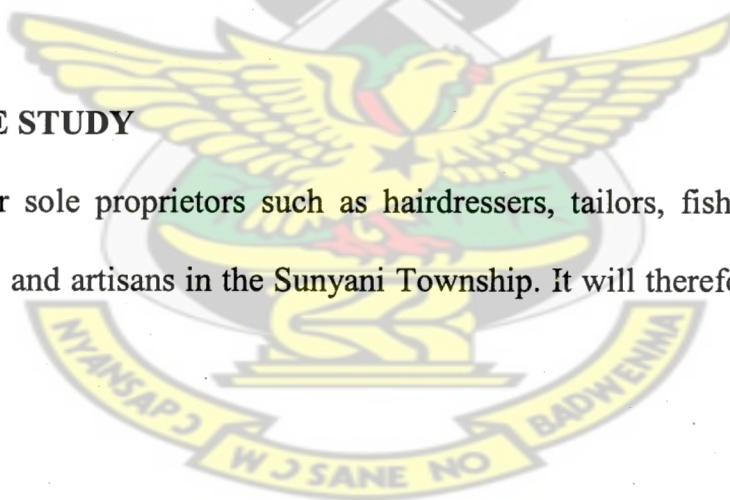 E STUDY
r sole proprietors such as hairdressers, tailors, fish
and artisans in the Sunyani Township. It will therefo
NYANSAPƆ WƆSANE NO BADWENMA